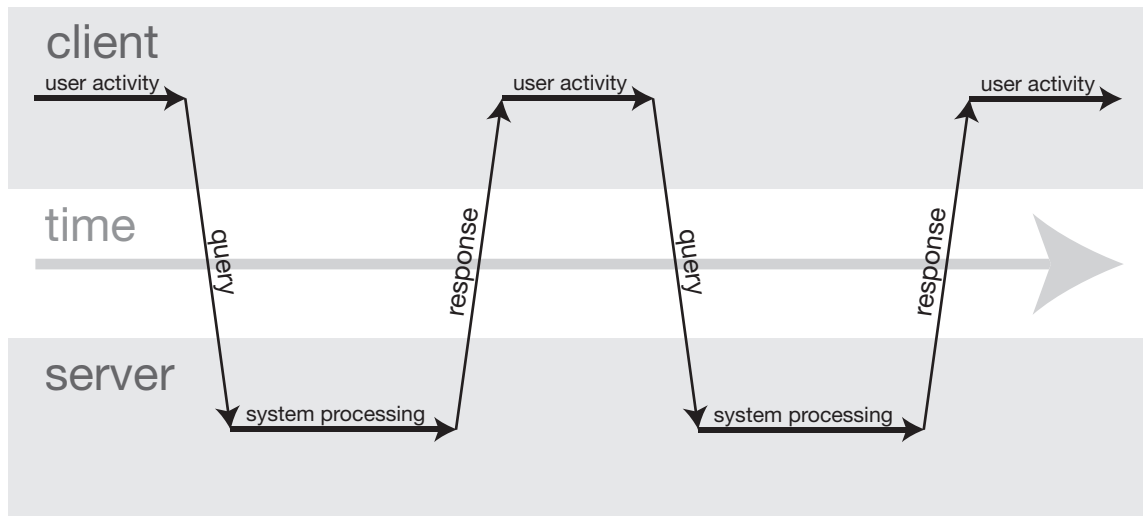 client
user activity
user activity
user activity
time
query
response
query
response
server
system processing
system processing